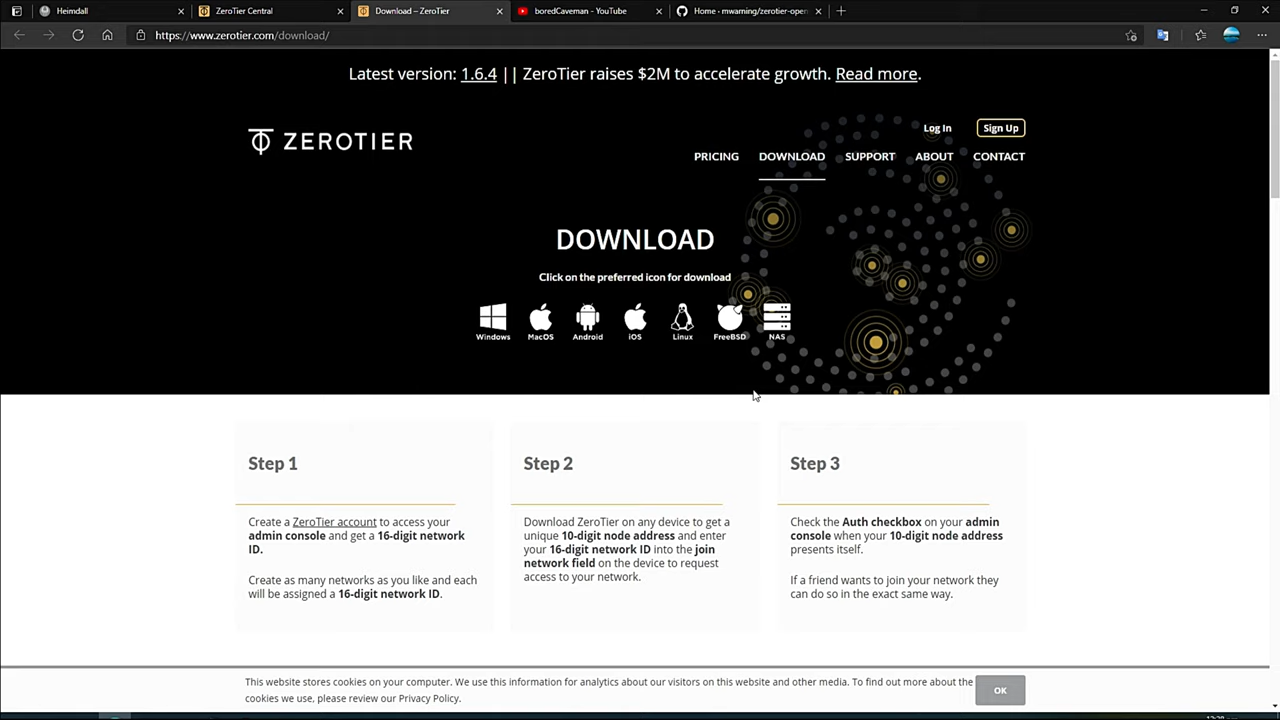 Heimdall
ZeroTier Central
Download – ZeroTier
boredCaveman - YouTube
Home · mwarning/zerotier-open
https://www.zerotier.com/download/
Latest version: 1.6.4 || ZeroTier raises $2M to accelerate growth. Read more.
ZEROTIER
Log In
Sign Up
PRICING
DOWNLOAD
SUPPORT
ABOUT
CONTACT
DOWNLOAD
Click on the preferred icon for download
Windows
MacOS
Android
iOS
Linux
FreeBSD
NAS
Step 1
Create a ZeroTier account to access your
admin console and get a 16-digit network
ID.
Create as many networks as you like and each
will be assigned a 16-digit network ID.
Step 2
Download ZeroTier on any device to get a
unique 10-digit node address and enter
your 16-digit network ID into the join
network field on the device to request
access to your network.
Step 3
Check the Auth checkbox on your admin
console when your 10-digit node address
presents itself.
If a friend wants to join your network they
can do so in the exact same way.
This website stores cookies on your computer. We use this information for analytics about our visitors on this website and other media. To find out more about the
cookies we use, please review our Privacy Policy.
OK